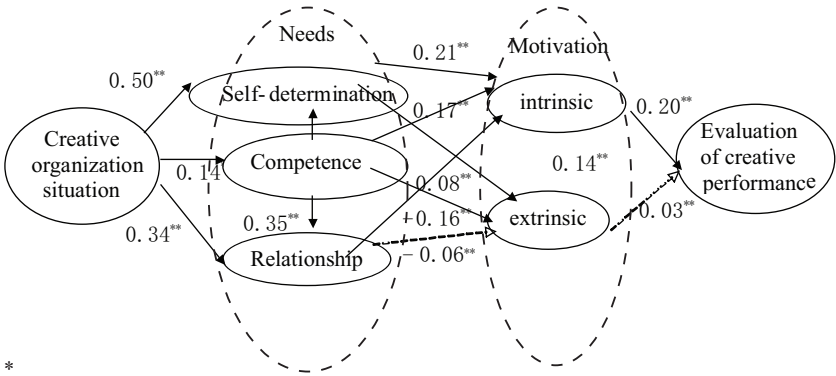 Needs
Motivation
0.50**
0.21**
Self-determination
intrinsic
0.17**
0.20**
Creative
organization
situation
Competence
0.14
0.08**
0.14**
Evaluation
of creative
performance
0.34**
0.35**
+0.16**
extrinsic
0.03**
Relationship
-0.06**
*